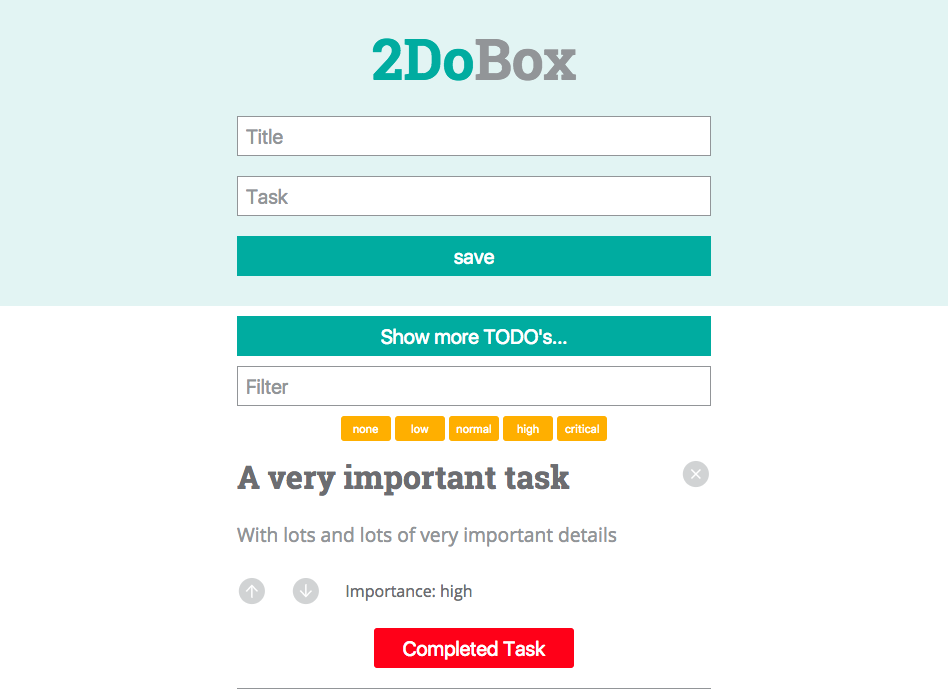 2DoBox
Title
Task
save
Show more TODO's...
Filter
none low normal high critical
A very important task
With lots and lots of very important details
Importance: high
Completed Task